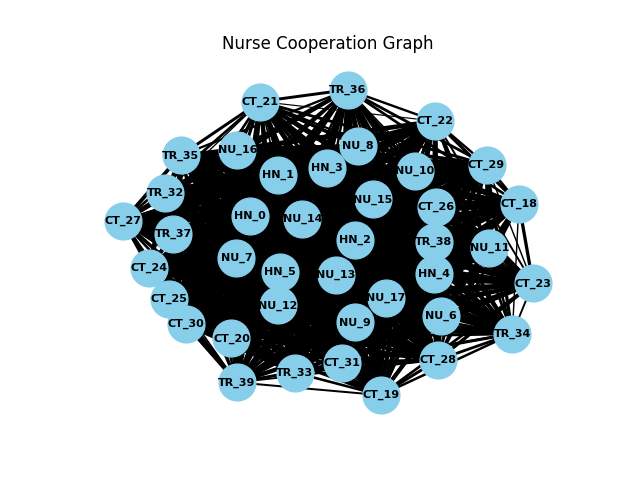 Nurse Cooperation Graph
TR_36
CT_21
CT_22
NU_8
NU_16
TR_35
CT_29
HN_3
NU_10
HN_1
TR_32
NU_15
CT_18
CT_26
HN_0
NU_14
CT_27
TR_37
HN_2
TR_38
NU_11
NU_7
CT_24
HN_5
NU_13
HN_4
CT_23
CT_25
NU_17
NU_12
NU_6
NU_9
CT_30
TR_34
CT_20
CT_28
CT_31
TR_33
TR_39
CT_19